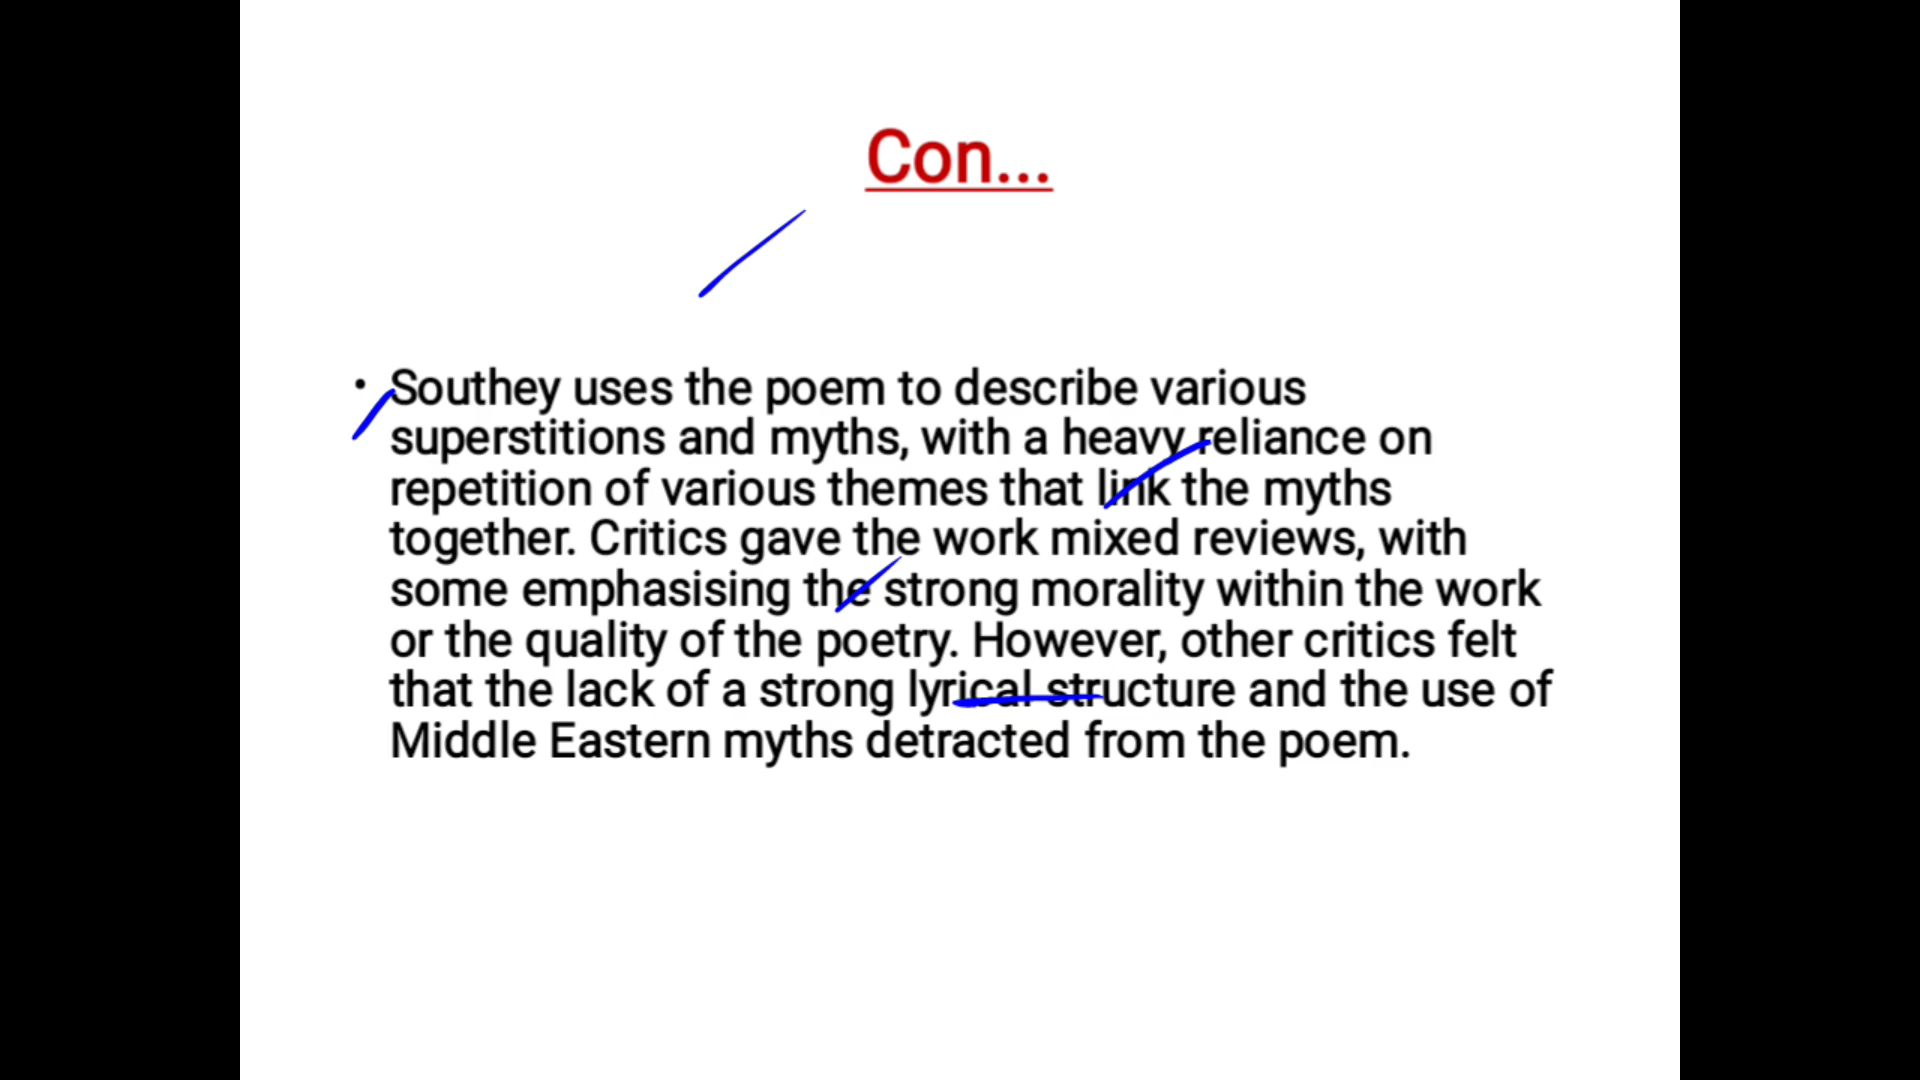 Con...
• Southey uses the poem to describe various
superstitions and myths, with a heavy reliance on
repetition of various themes that link the myths
together. Critics gave the work mixed reviews, with
some emphasising the strong morality within the work
or the quality of the poetry. However, other critics felt
that the lack of a strong lyrical structure and the use of
Middle Eastern myths detracted from the poem.